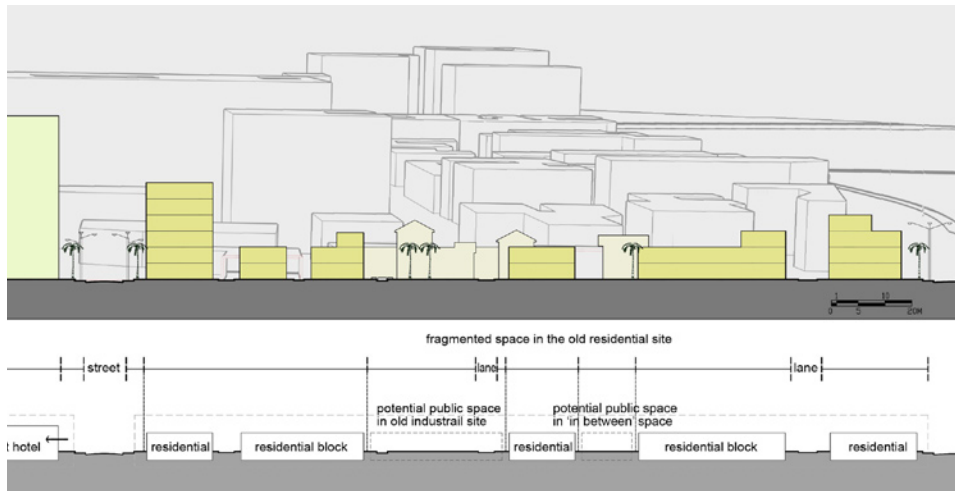 1 10
0 5 20M
fragmented space in the old residential site
street lane lane
potential public space
in old industrail site
potential public space
in 'in between' space
t hotel residential residential block residential residential block residential